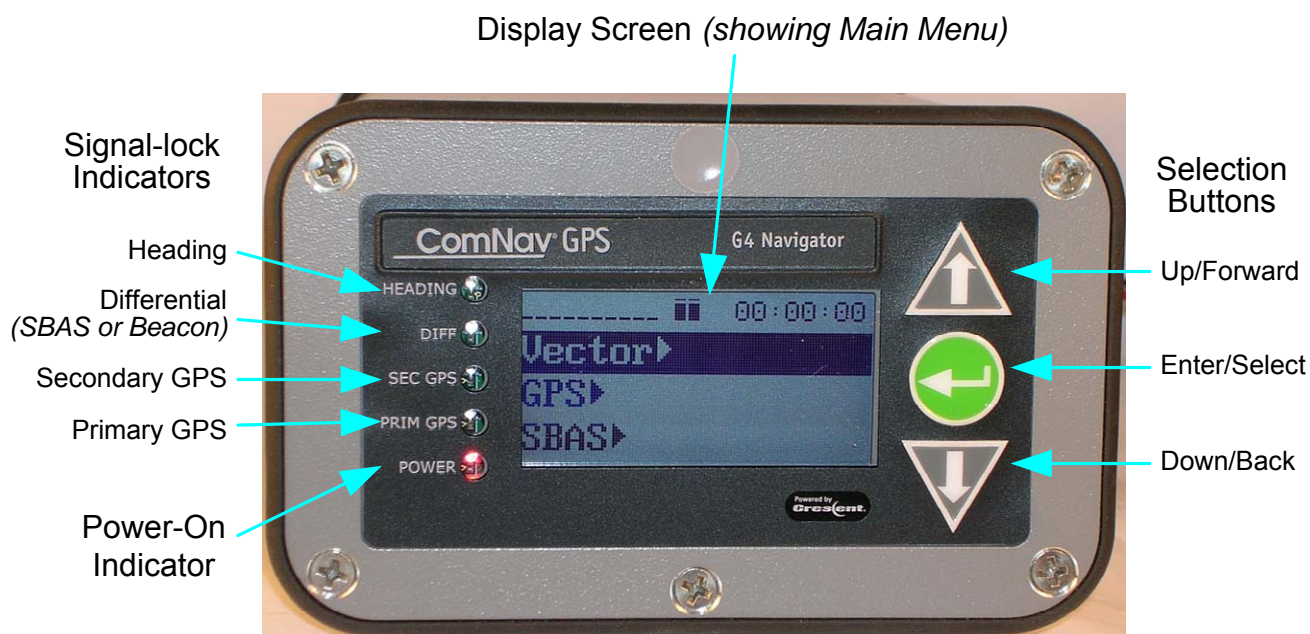 Display Screen (showing Main Menu)
Signal-lock
Indicators
Heading
Differential
(SBAS or Beacon)
Secondary GPS
Primary GPS
Power-On
Indicator
ComNav GPS
G4 Navigator
HEADING
DIFF
SEC GPS
PRIM GPS
POWER
__________ 00:00:00
Vector
GPS
SBAS
Powered by
Crescent.
Selection
Buttons
Up/Forward
Enter/Select
Down/Back